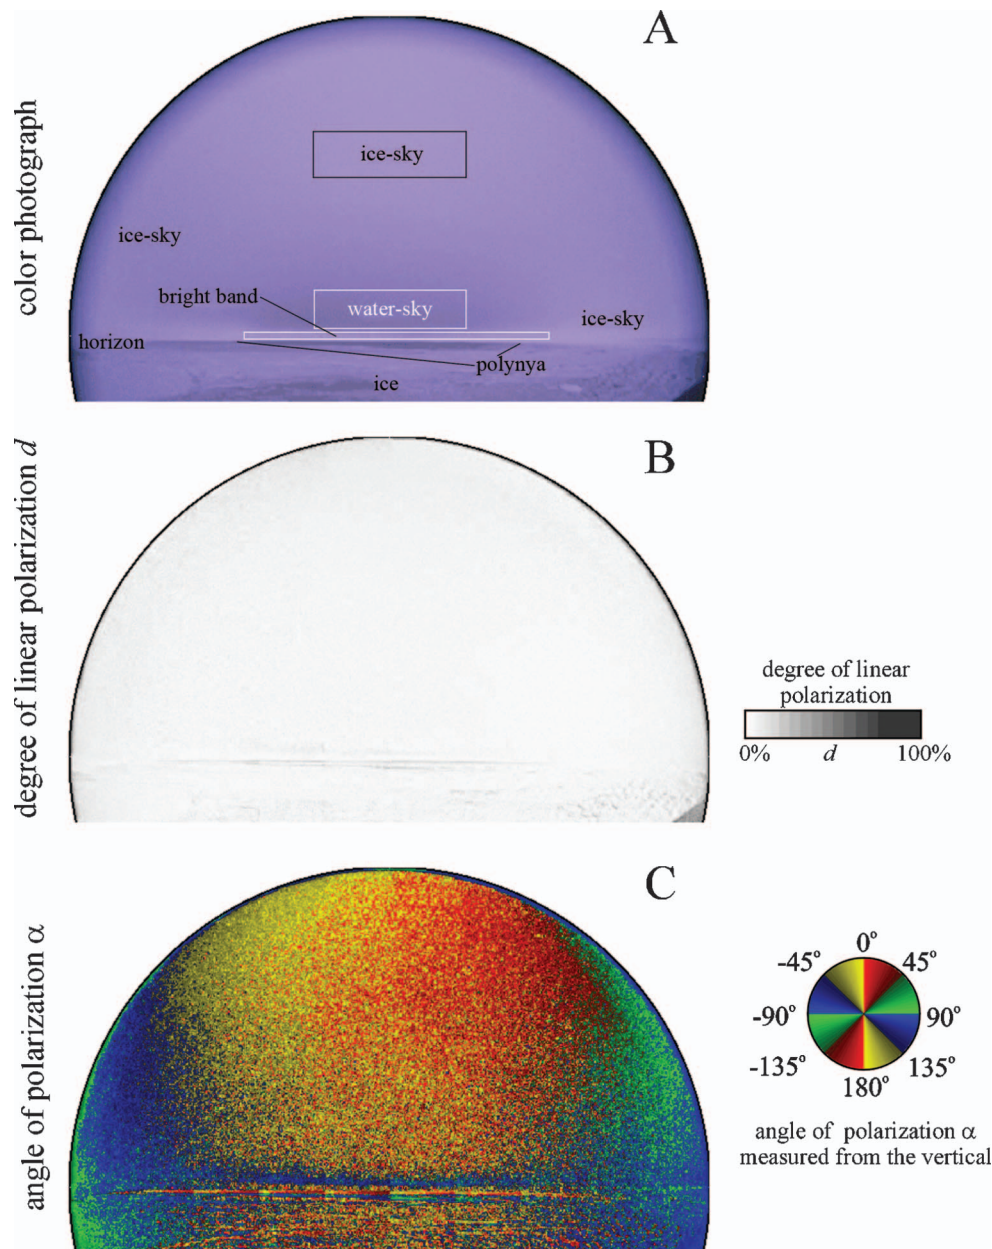 A
color photograph
ice-sky
ice-sky
bright band
water-sky
ice-sky
horizon
polynya
ice
B
degree of linear polarization d
degree of linear
polarization
0% d 100%
C
angle of polarization α
0°
-45° 45°
-90° 90°
-135° 135°
180°
angle of polarization α
measured from the vertical